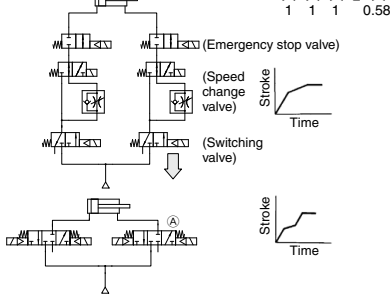 1 1 1 0.58
(Emergency stop valve)
(Speed
change
valve)
Stroke
Time
(Switching
valve)
A
Stroke
Time